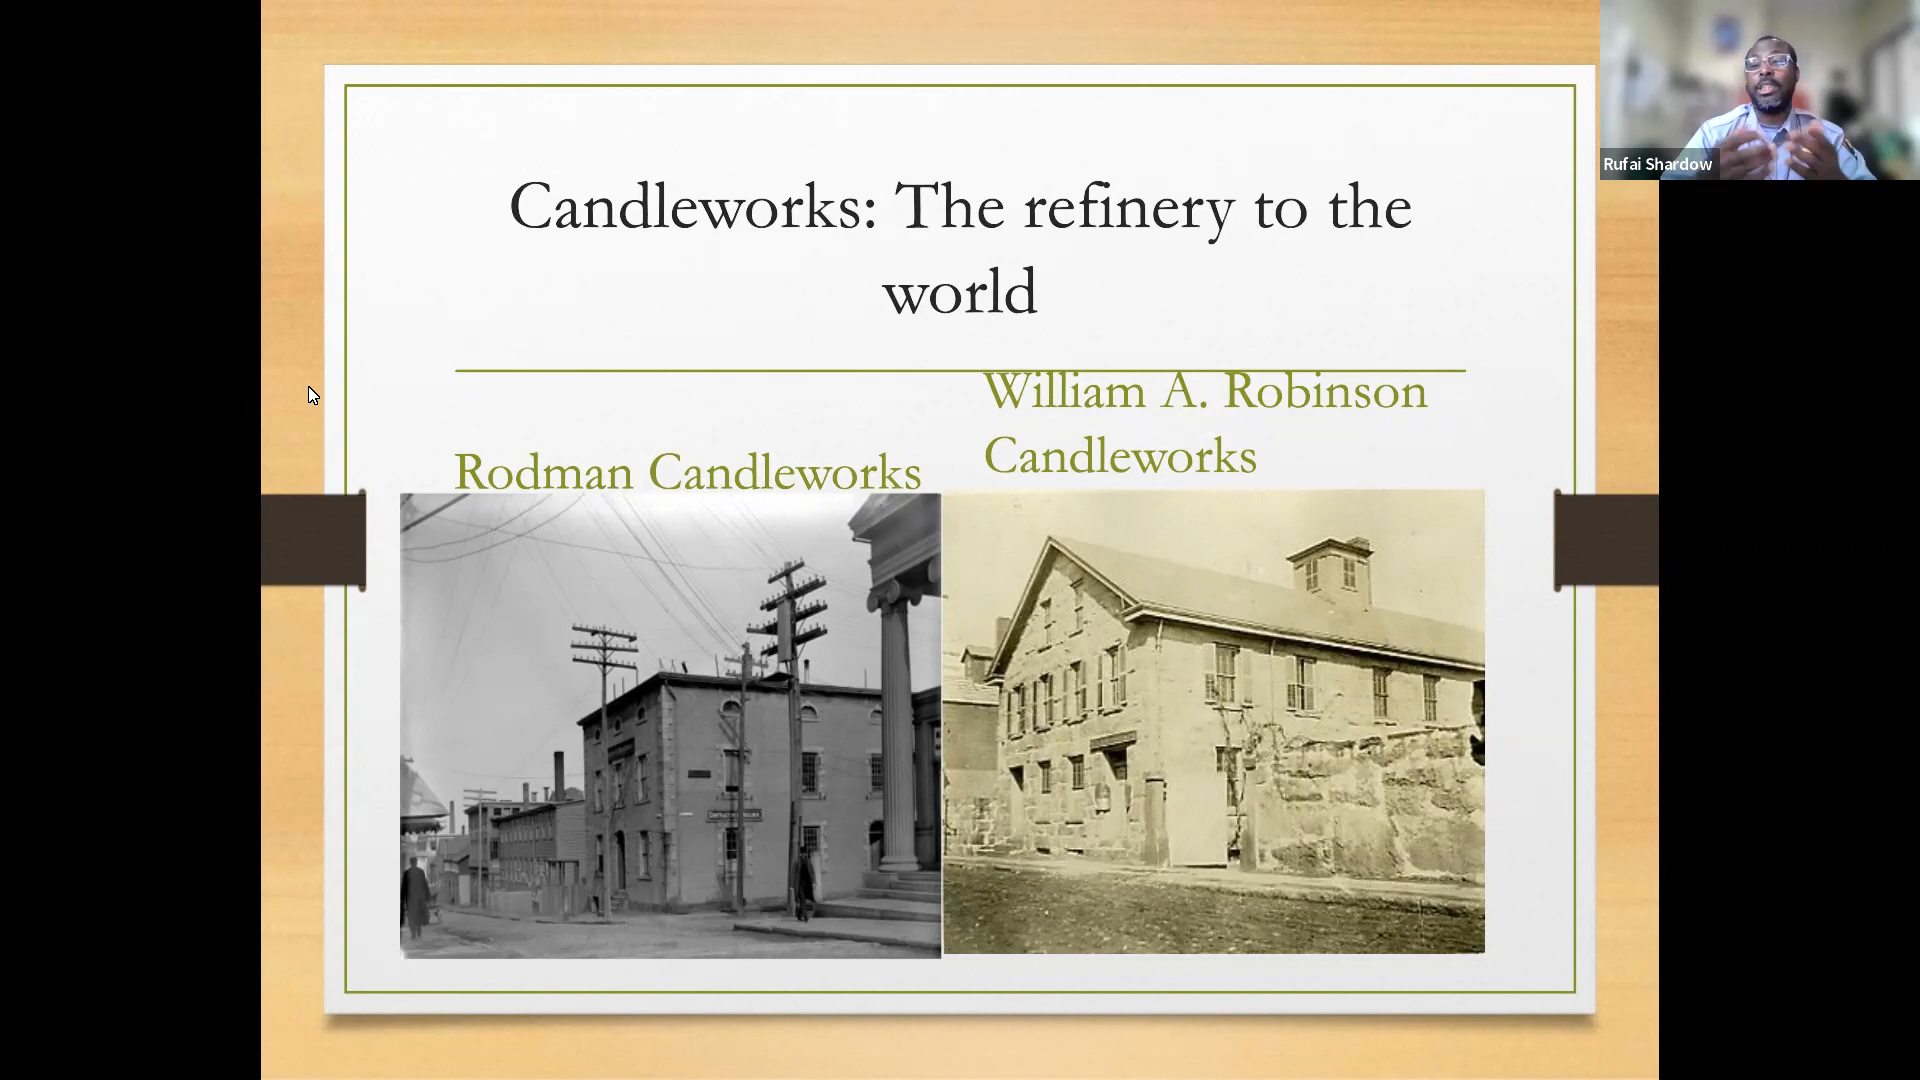 Candleworks: The refinery to the
world
Rodman Candleworks
William A. Robinson
Candleworks
Rufai Shardow